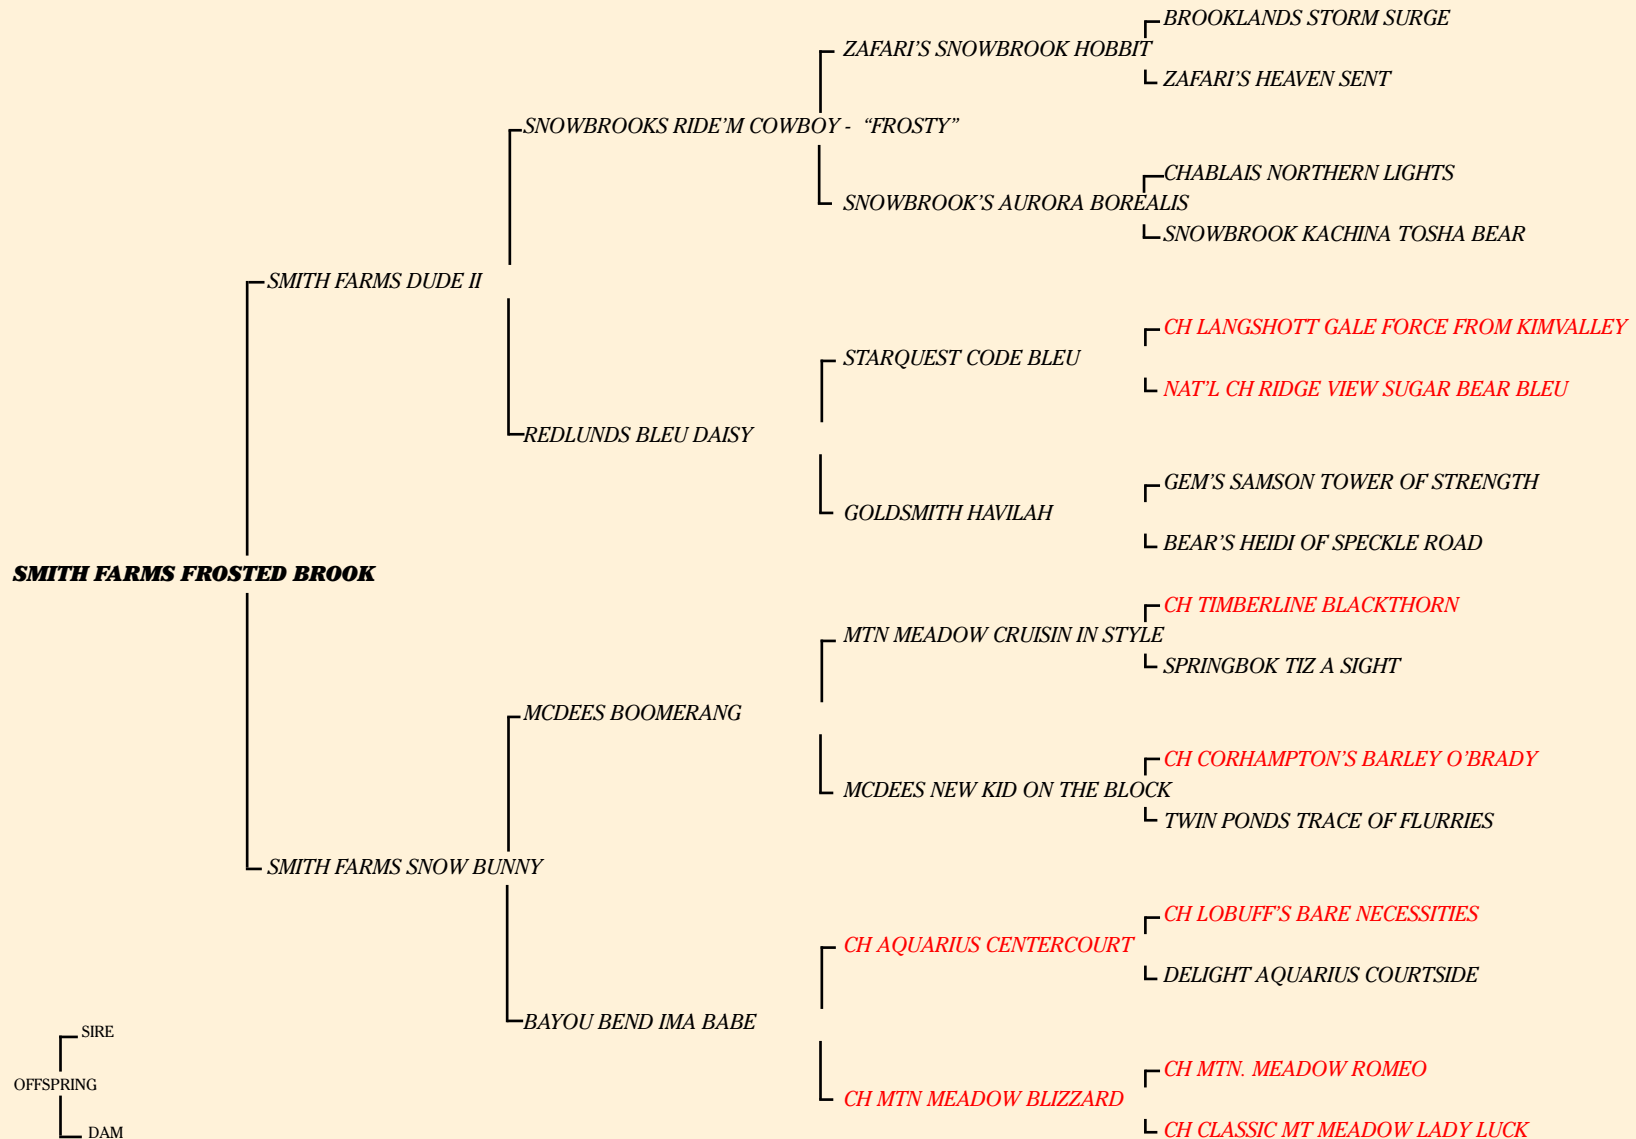 BROOKLANDS STORM SURGE
ZAFARI’S SNOWBROOK HOBBIT
ZAFARI’S HEAVEN SENT
SNOWBROOKS RIDE’M COWBOY - “FROSTY”
CHABLAIS NORTHERN LIGHTS
SNOWBROOK’S AURORA BOREALIS
SNOWBROOK KACHINA TOSHA BEAR
SMITH FARMS DUDE II
CH LANGSHOTT GALE FORCE FROM KIMVALLEY
STARQUEST CODE BLEU
NAT’L CH RIDGE VIEW SUGAR BEAR BLEU
REDLUNDS BLEU DAISY
GEM’S SAMSON TOWER OF STRENGTH
GOLDSMITH HAVILAH
BEAR’S HEIDI OF SPECKLE ROAD
SMITH FARMS FROSTED BROOK
CH TIMBERLINE BLACKTHORN
MTN MEADOW CRUISIN IN STYLE
SPRINGBOK TIZ A SIGHT
MCDEES BOOMERANG
CH CORHAMPTON’S BARLEY O’BRADY
MCDEES NEW KID ON THE BLOCK
TWIN PONDS TRACE OF FLURRIES
SMITH FARMS SNOW BUNNY
CH LOBUFF’S BARE NECESSITIES
CH AQUARIUS CENTERCOURT
DELIGHT AQUARIUS COURTSIDE
BAYOU BEND IMA BABE
CH MTN. MEADOW ROMEO
CH MTN MEADOW BLIZZARD
CH CLASSIC MT MEADOW LADY LUCK
SIRE
OFFSPRING
DAM